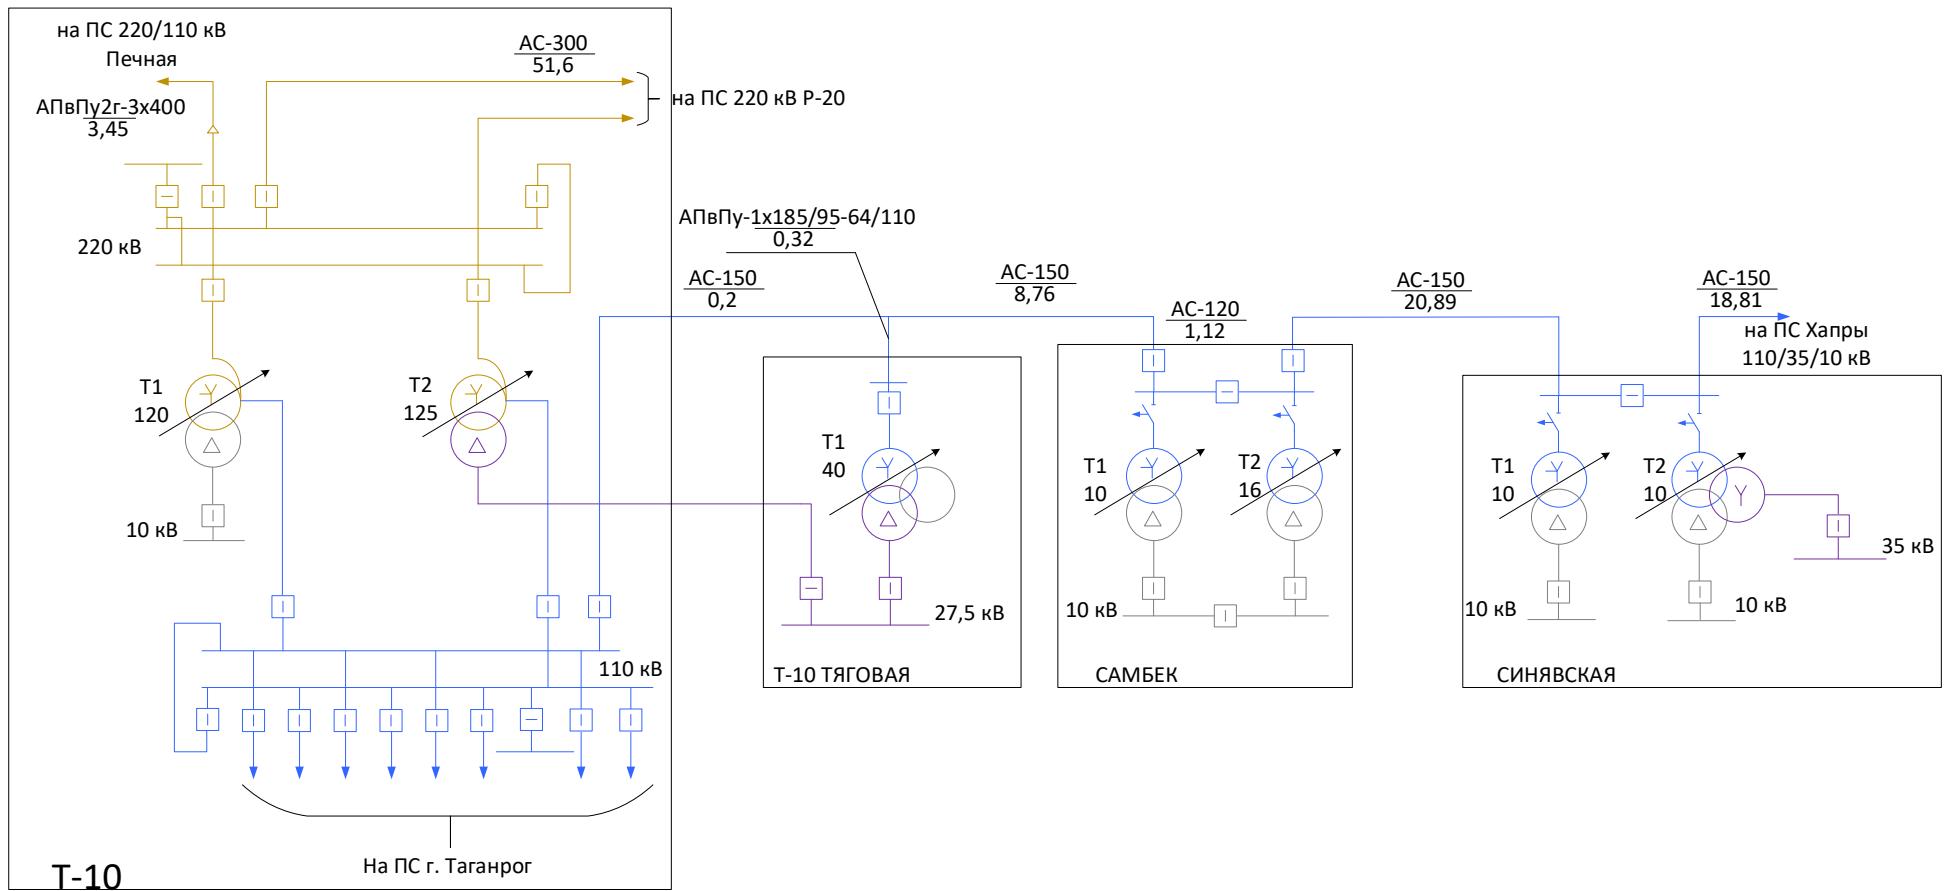 на ПС 220/110 кВ
Печная
АПвПу2г-3х400
3,45
АС-300
51,6
на ПС 220 кВ Р-20
220 кВ
Т1
120
Т2
125
10 кВ
110 кВ
На ПС г. Таганрог
Т-10
АПвПу-1х185/95-64/110
0,32
АС-150
0,2
АС-150
8,76
АС-120
1,12
АС-150
20,89
АС-150
18,81
на ПС Хапры
110/35/10 кВ
Т1
40
27,5 кВ
Т-10 ТЯГОВАЯ
Т1
10
Т2
16
10 кВ
САМБЕК
Т1
10
Т2
10
35 кВ
10 кВ
10 кВ
СИНЯВСКАЯ